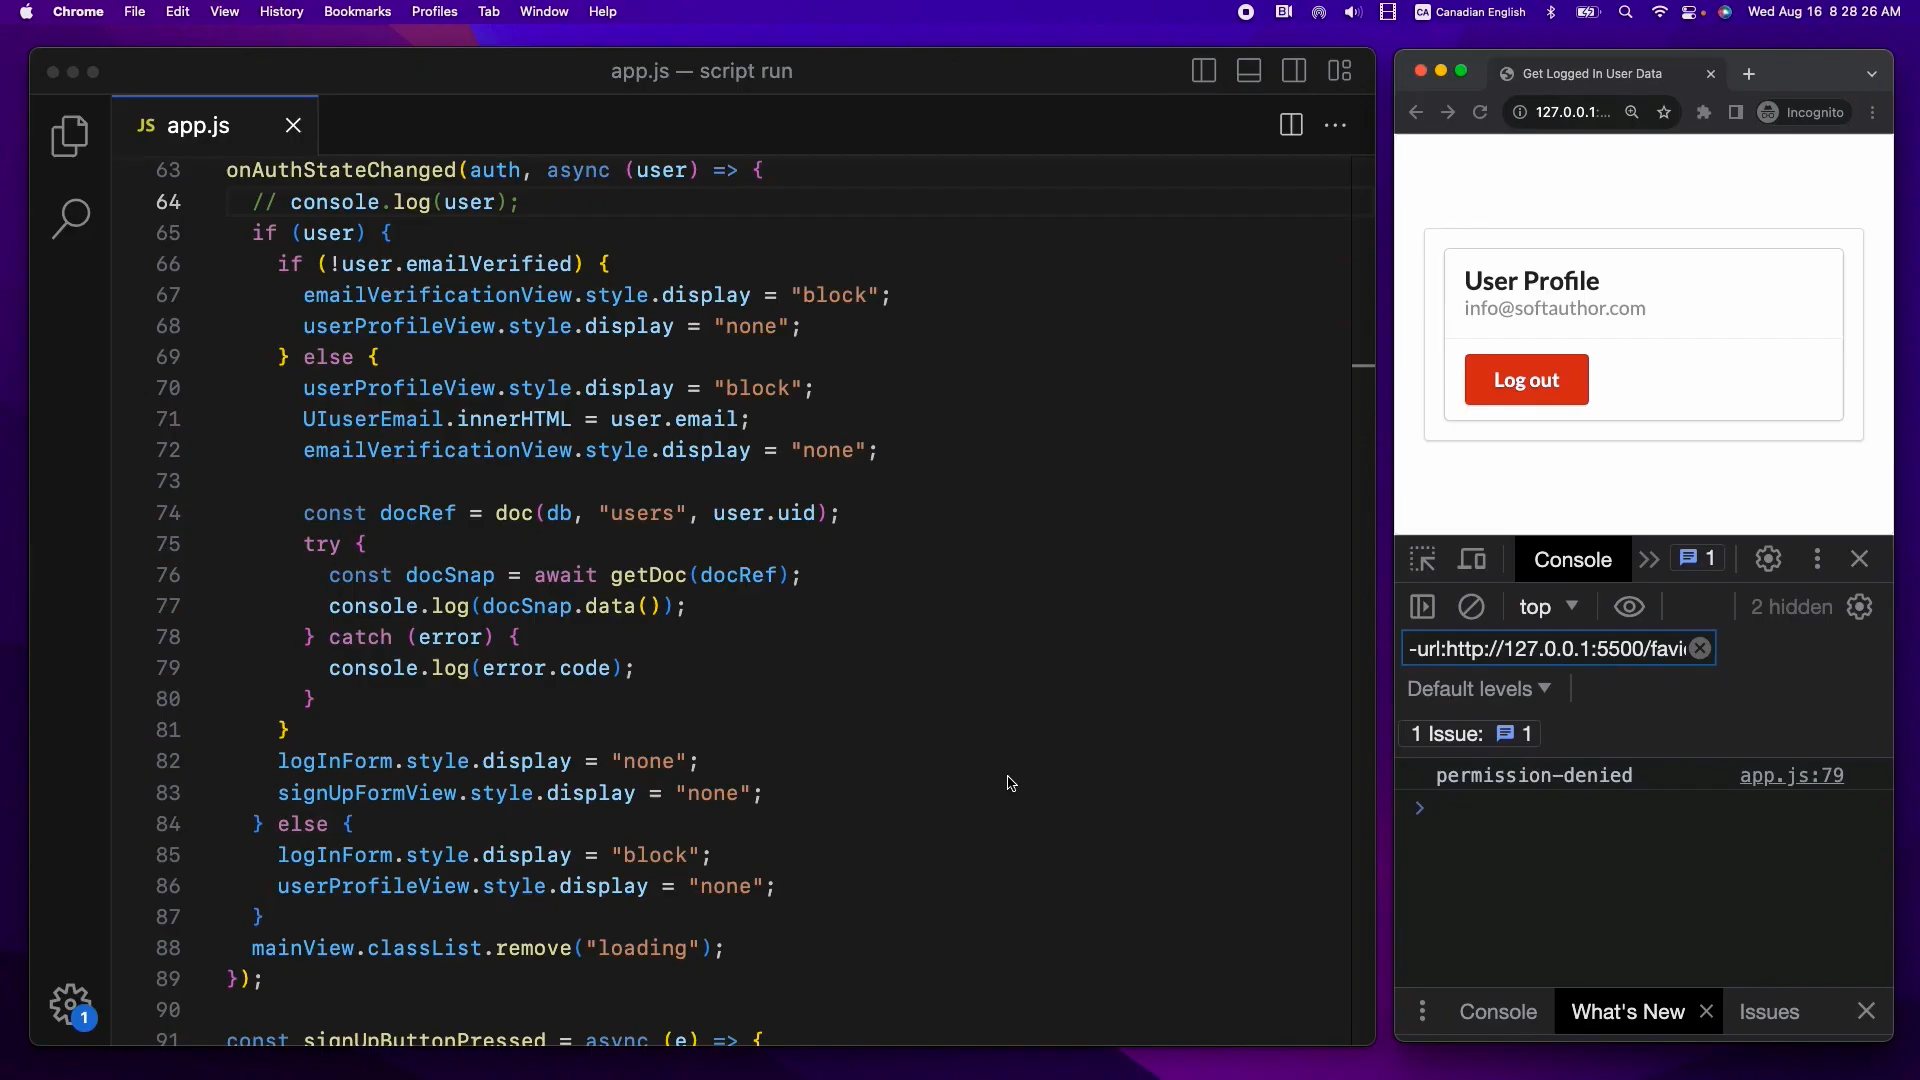 Chrome File Edit View History Bookmarks Profiles Tab Window Help
CA Canadian English
Wed Aug 16 8 28 26 AM
app.js — script run
JS app.js
63 onAuthStateChanged(auth, async (user) => {
64 // console.log(user);
65 if (user) {
66 if (!user.emailVerified) {
67 emailVerificationView.style.display = "block";
68 userProfileView.style.display = "none";
69 } else {
70 userProfileView.style.display = "block";
71 UIuserEmail.innerHTML = user.email;
72 emailVerificationView.style.display = "none";
73
74 const docRef = doc(db, "users", user.uid);
75 try {
76 const docSnap = await getDoc(docRef);
77 console.log(docSnap.data());
78 } catch (error) {
79 console.log(error.code);
80 }
81 }
82 logInForm.style.display = "none";
83 signUpFormView.style.display = "none";
84 } else {
85 logInForm.style.display = "block";
86 userProfileView.style.display = "none";
87 }
88 mainView.classList.remove("loading");
89 });
90
91 const signUpButtonPressed = async (e) => {
1
Get Logged In User Data
127.0.0.1:...
Incognito
User Profile
info@softauthor.com
Log out
Console
1
top
2 hidden
-url:http://127.0.0.1:5500/favi
Default levels
1 Issue: 1
permission-denied app.js:79
Console What's New Issues